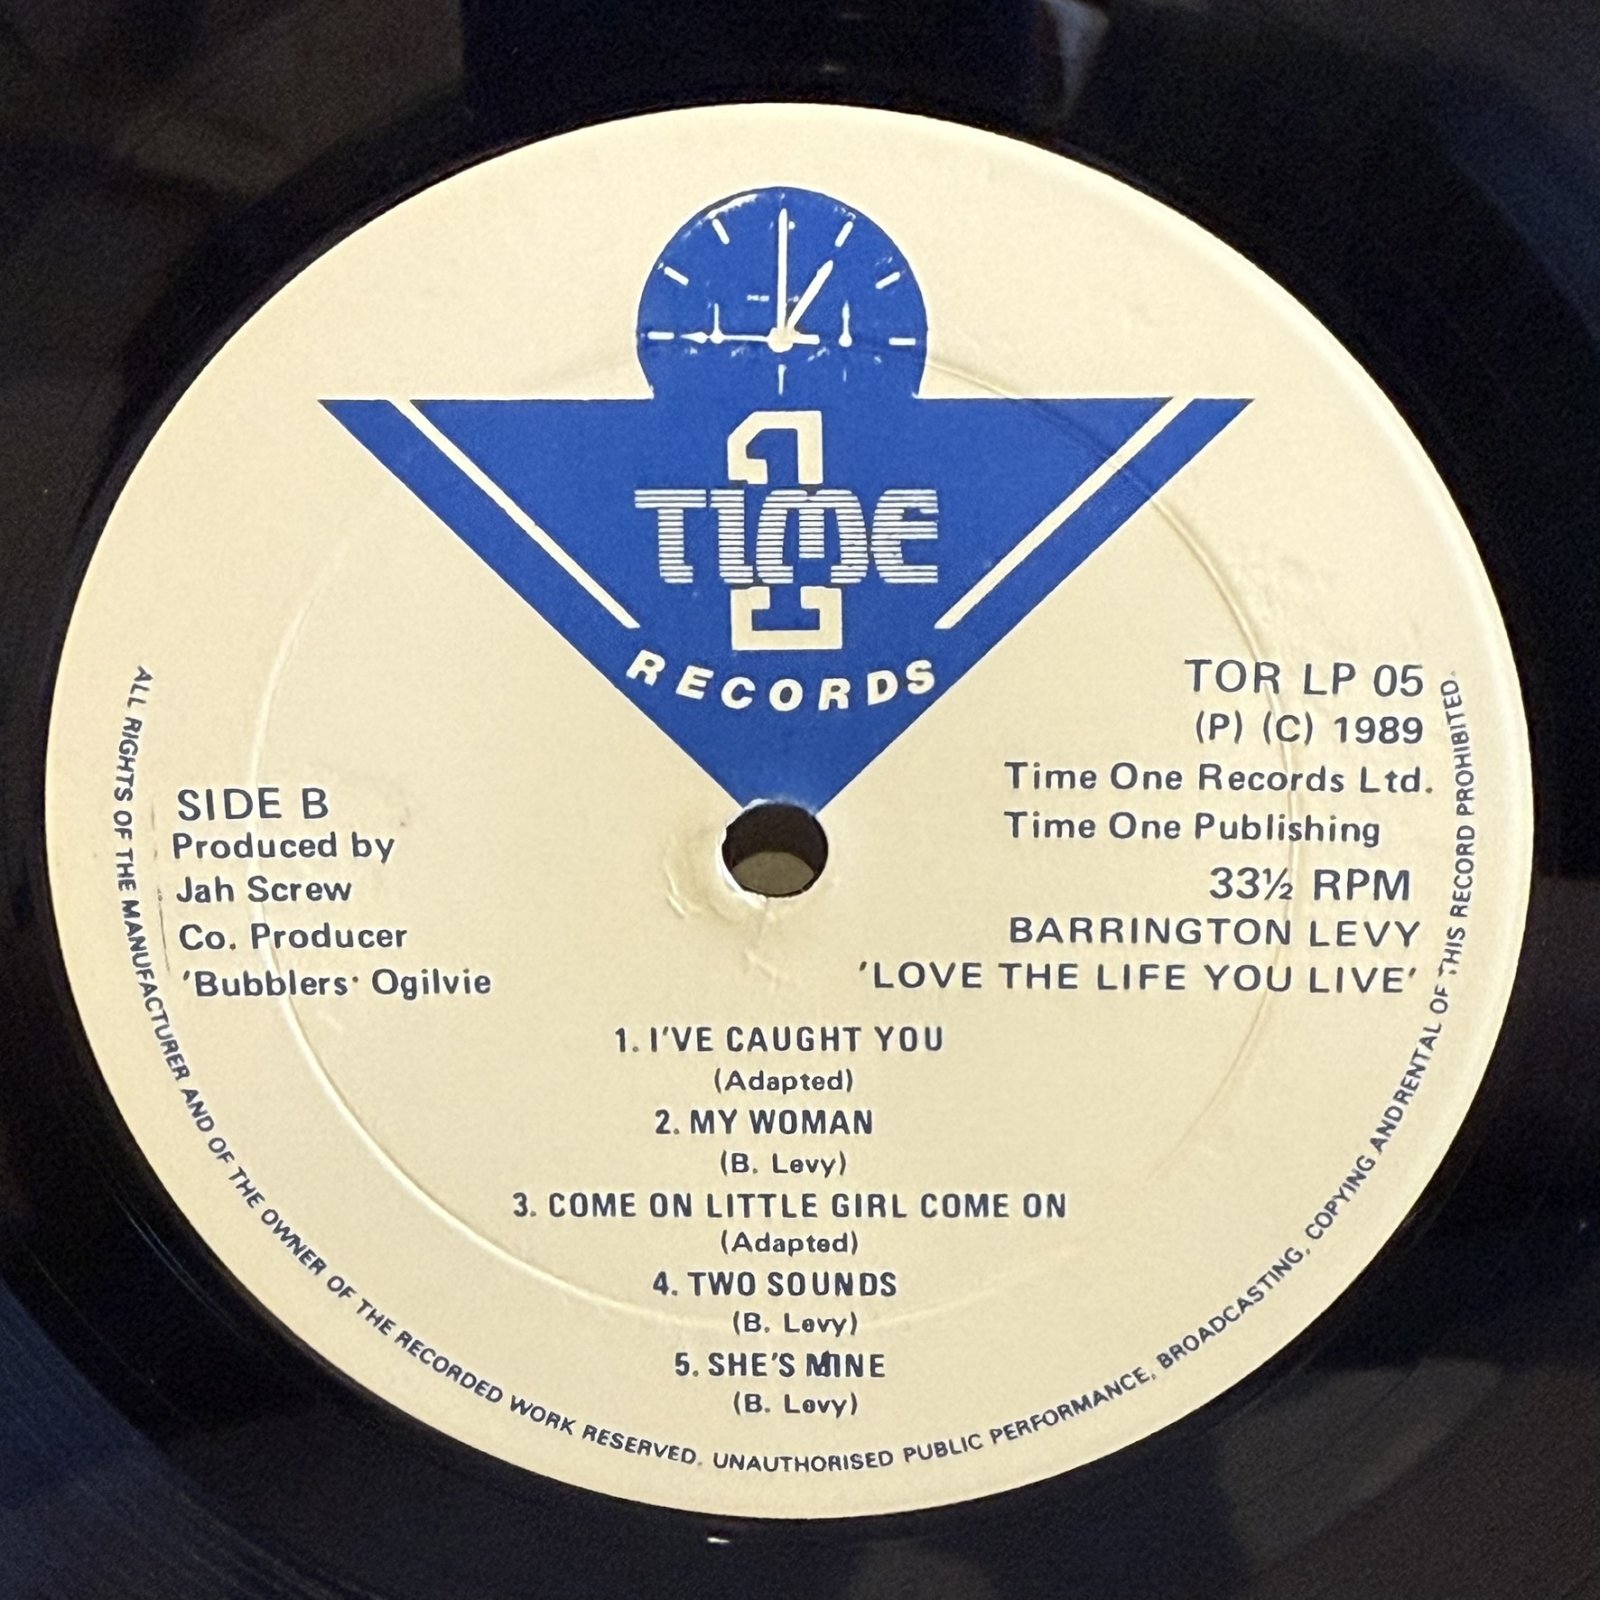 1
TIME
RECORDS
TOR LP 05
(P) (C) 1989
Time One Records Ltd.
Time One Publishing
33½ RPM
BARRINGTON LEVY
'LOVE THE LIFE YOU LIVE'
SIDE B
Produced by
Jah Screw
Co. Producer
'Bubblers' Ogilvie
1. I'VE CAUGHT YOU
(Adapted)
2. MY WOMAN
(B. Levy)
3. COME ON LITTLE GIRL COME ON
(Adapted)
4. TWO SOUNDS
(B. Levy)
5. SHE'S MINE
(B. Levy)
ALL RIGHTS OF THE MANUFACTURER AND OF THE OWNER OF THE RECORDED WORK RESERVED. UNAUTHORISED PUBLIC PERFORMANCE, BROADCASTING, COPYING ANDRENTAL OF THIS RECORD PROHIBITED.